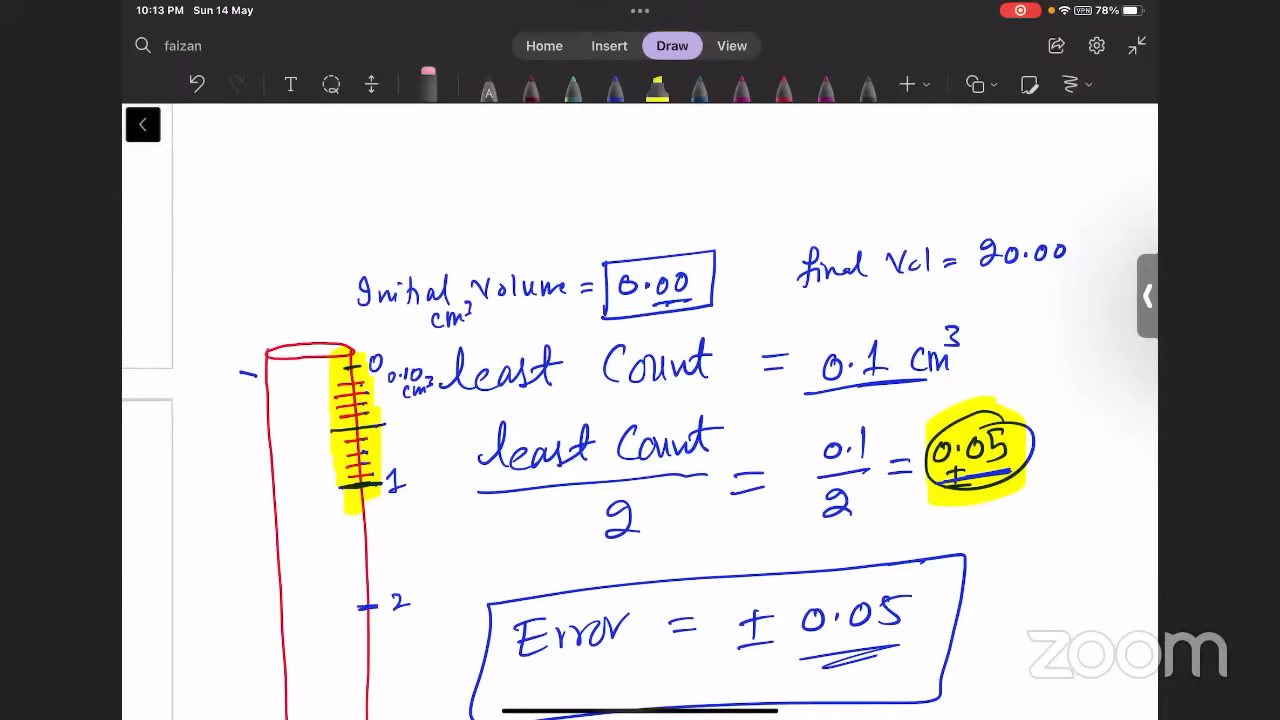 10:13 PM Sun 14 May
VPN 78%
faizan
Home Insert Draw View
T
A
Initial Volume = 0.00
cm³
final Vol = 20.00
0
0.10
cm³
least Count = 0.1 cm³
least Count
2
= 0.1
2
= 0.05
±
1
2
Error = ± 0.05
zoom